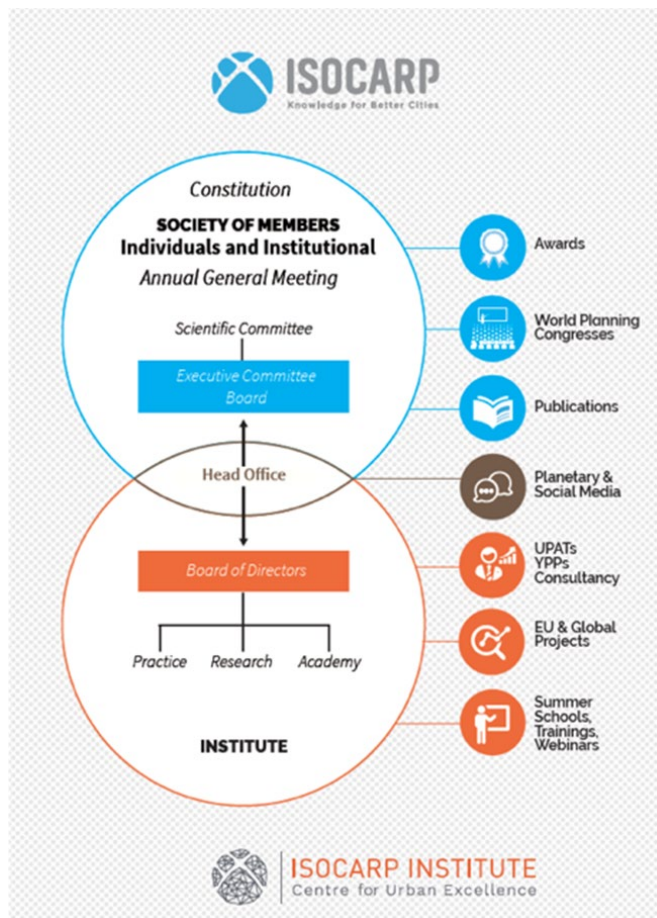 ISOCARP
Knowledge for Better Cities
Constitution
SOCIETY OF MEMBERS
Individuals and Institutional
Annual General Meeting
Scientific Committee
Executive Committee
Board
Head Office
Board of Directors
Practice
Research
Academy
INSTITUTE
Awards
World Planning
Congresses
Publications
Planetary &
Social Media
UPATs
YPPs
Consultancy
EU & Global
Projects
Summer
Schools,
Trainings,
Webinars
ISOCARP INSTITUTE
Centre for Urban Excellence